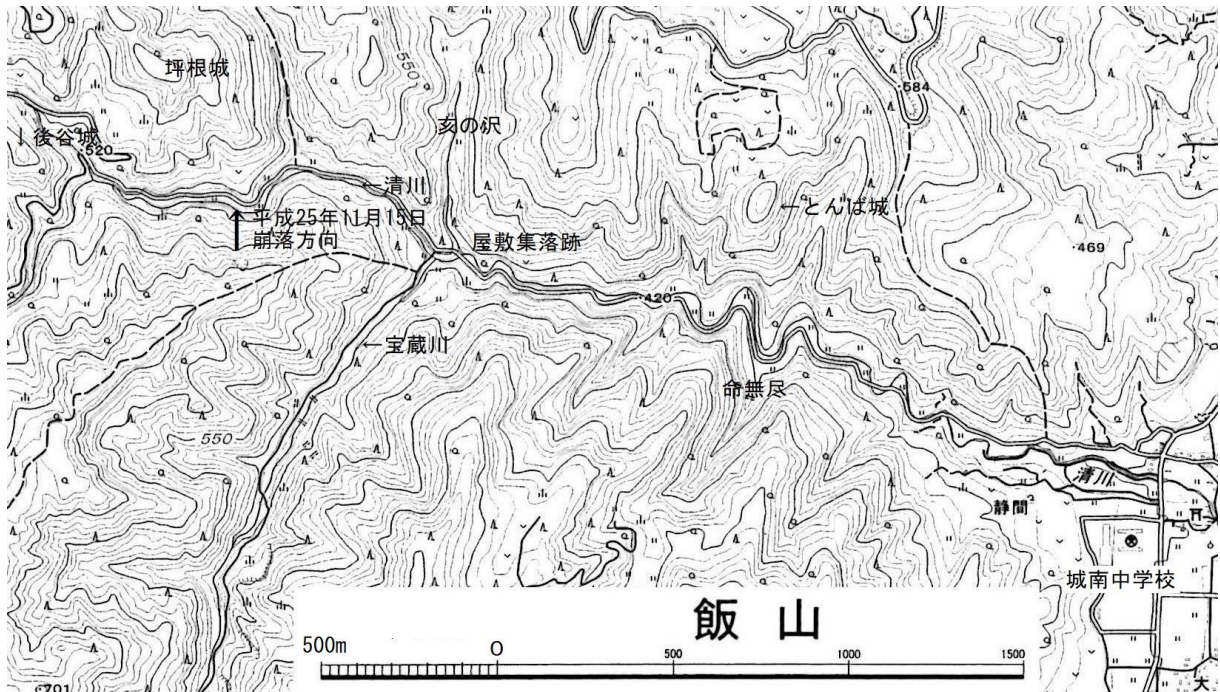 坪根城
550
・584
↓後谷城
・520
亥の沢
←清川
←とんば城
↑平成25年11月15日
崩落方向
屋敷集落跡
・469
・420
←宝蔵川
命無尽
550
清川
静間
城南中学校
飯山
500m
0
500
1000
1500
・701
大